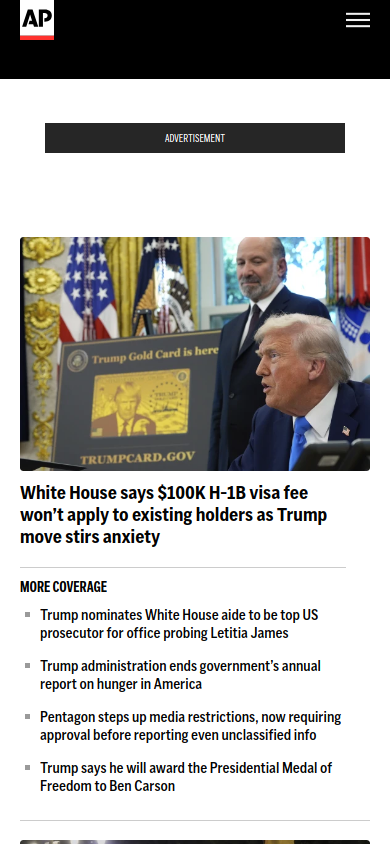 AP
ADVERTISEMENT
Trump Gold Card is here
TRUMPCARD.GOV
White House says $100K H-1B visa fee
won’t apply to existing holders as Trump
move stirs anxiety
MORE COVERAGE
Trump nominates White House aide to be top US
prosecutor for office probing Letitia James
Trump administration ends government’s annual
report on hunger in America
Pentagon steps up media restrictions, now requiring
approval before reporting even unclassified info
Trump says he will award the Presidential Medal of
Freedom to Ben Carson